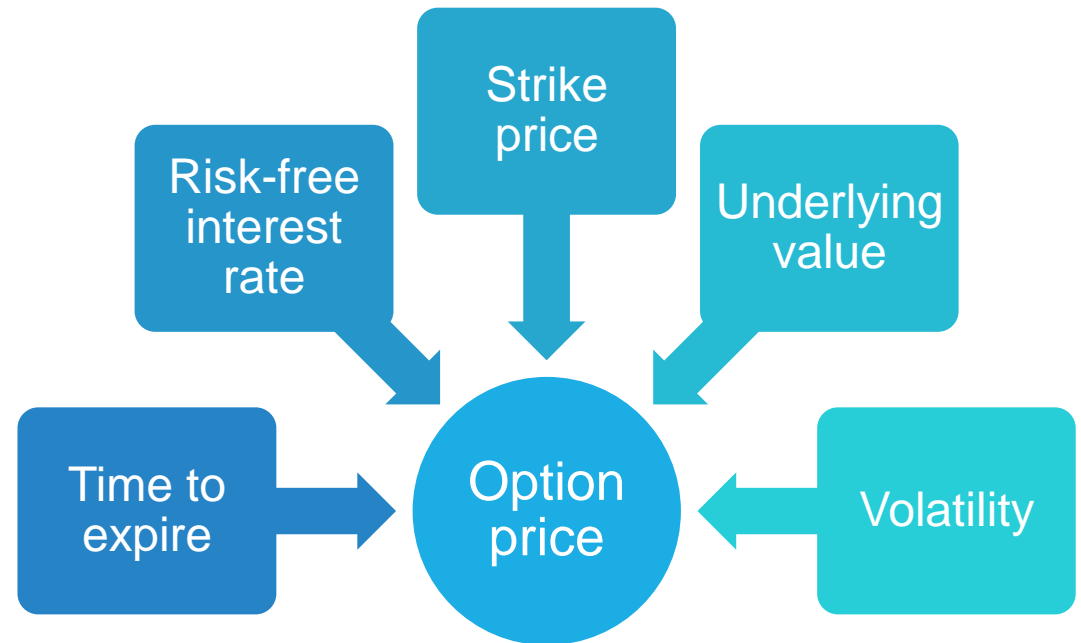 Strike
price
Risk-free
interest
rate
Underlying
value
Time to
expire
Option
price
Volatility